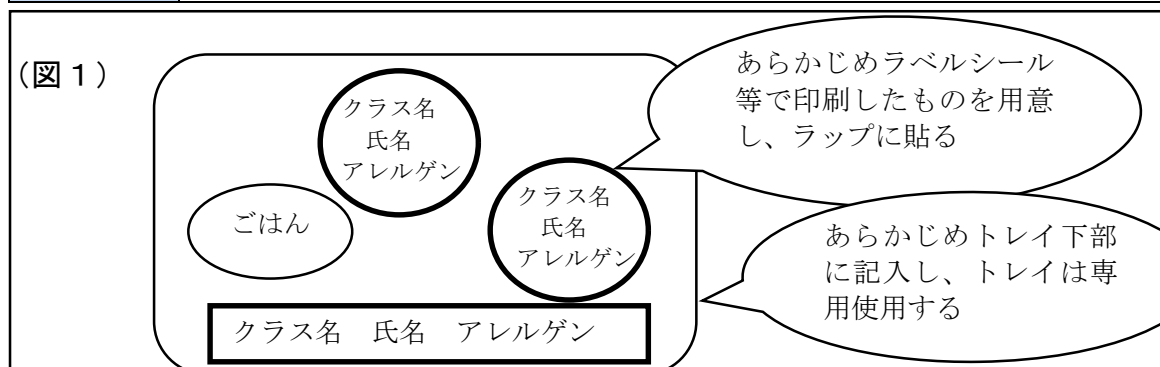 (図1)
クラス名
氏名
アレルゲン
あらかじめラベルシール
等で印刷したものを用意
し、ラップに貼る
ごはん
クラス名
氏名
アレルゲン
あらかじめトレイ下部
に記入し、トレイは専
用使用する
クラス名 氏名 アレルゲン